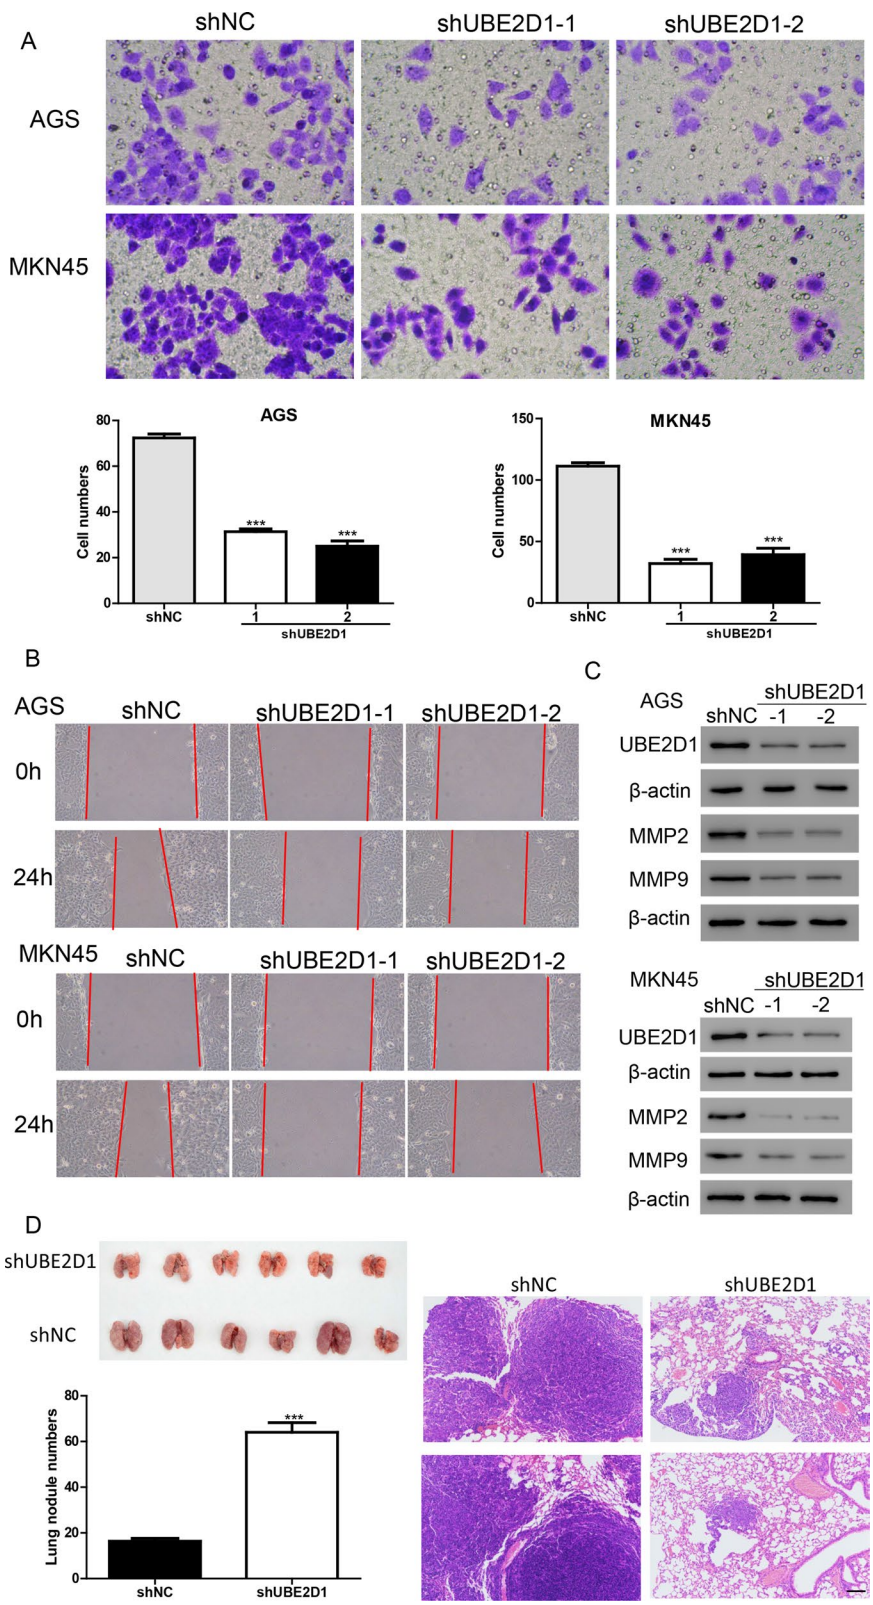 A
shNC shUBE2D1-1 shUBE2D1-2
AGS
MKN45
AGS
Cell numbers
80
60
40
20
0
*** ***
shNC 1 2
shUBE2D1
MKN45
Cell numbers
150
100
50
0
*** ***
shNC 1 2
shUBE2D1
B
AGS shNC shUBE2D1-1 shUBE2D1-2
0h
24h
MKN45 shNC shUBE2D1-1 shUBE2D1-2
0h
24h
C
AGS shUBE2D1
shNC -1 -2
UBE2D1
β-actin
MMP2
MMP9
β-actin
MKN45 shUBE2D1
shNC -1 -2
UBE2D1
β-actin
MMP2
MMP9
β-actin
D
shUBE2D1
shNC
Lung nodule numbers
80
60
40
20
0
***
shNC shUBE2D1
shNC shUBE2D1